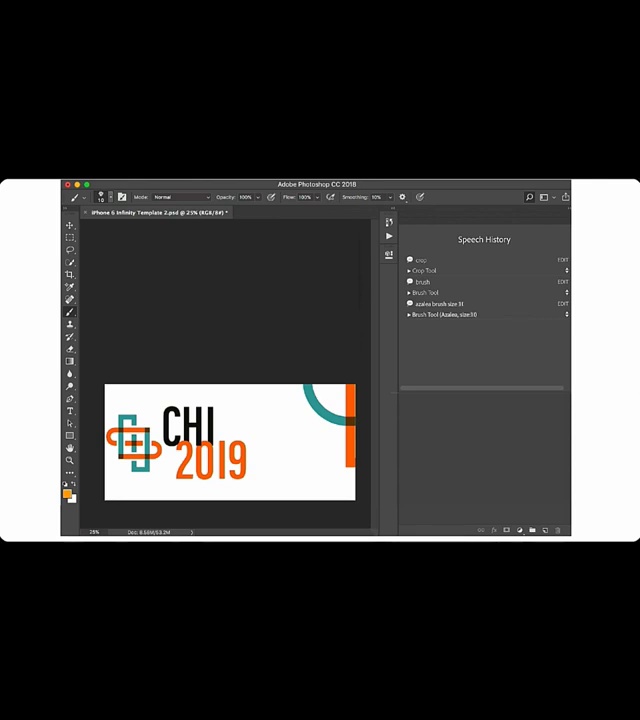 Adobe Photoshop CC 2018
10 Mode: Normal Opacity: 100% Flow: 100% Smoothing: 10%
× iPhone 6 Infinity Template 2.psd @ 25% (RGB/8#) *
Speech History
crop EDIT
Crop Tool
brush EDIT
Brush Tool
azalea brush size 31 EDIT
Brush Tool (Azalea, size:31)
CHI
2019
25% Doc: 8.56M/53.2M